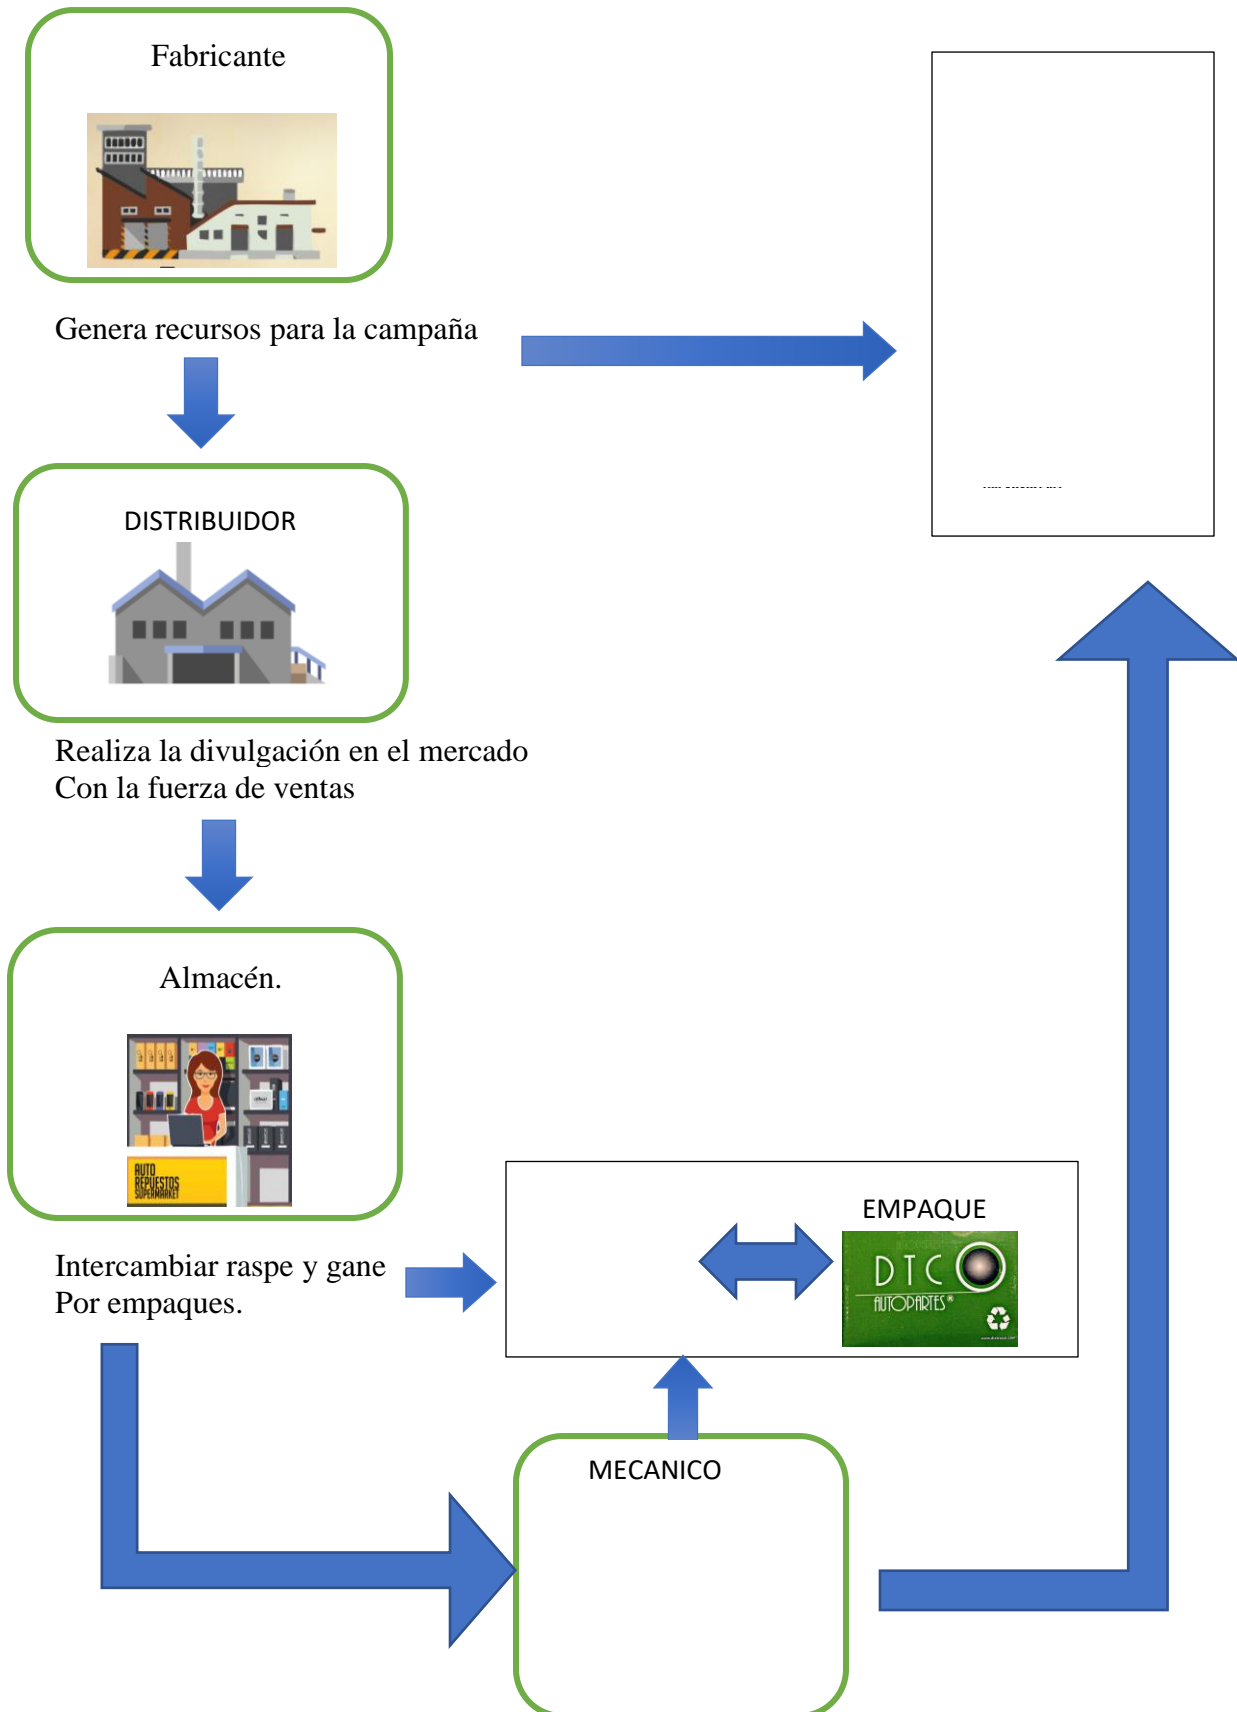 Fabricante
Genera recursos para la campaña
DISTRIBUIDOR
Realiza la divulgación en el mercado
Con la fuerza de ventas
Almacén.
AUTO
REPUESTOS
SUPERMARKET
Intercambiar raspe y gane
Por empaques.
EMPAQUE
DTC
AUTOPARTES®
MECANICO